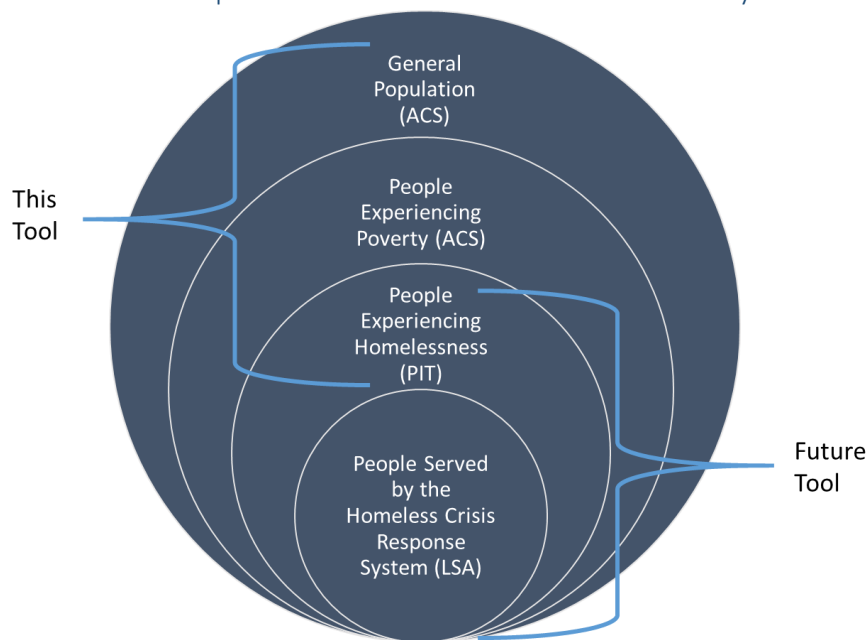 General
Population
(ACS)
This
Tool
People
Experiencing
Poverty (ACS)
People
Experiencing
Homelessness
(PIT)
Future
Tool
People Served
by the
Homeless Crisis
Response
System (LSA)